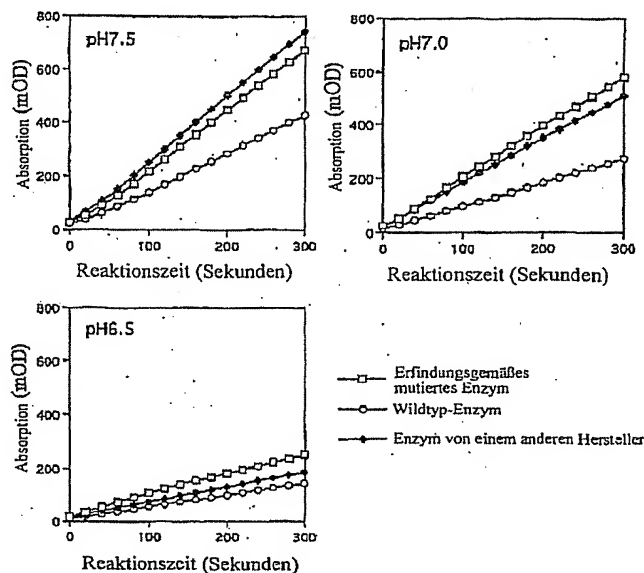 pH7.5
800
600
400
200
0
Absorption (mOD)
0 100 200 300
Reaktionszeit (Sekunden)
pH7.0
800
600
400
200
0
Absorption (mOD)
0 100 200 300
Reaktionszeit (Sekunden)
pH6.5
800
600
400
200
0
Absorption (mOD)
0 100 200 300
Reaktionszeit (Sekunden)
Erfindungsgemäßes
mutiertes Enzym
Wildtyp-Enzym
Enzym von einem anderen Hersteller